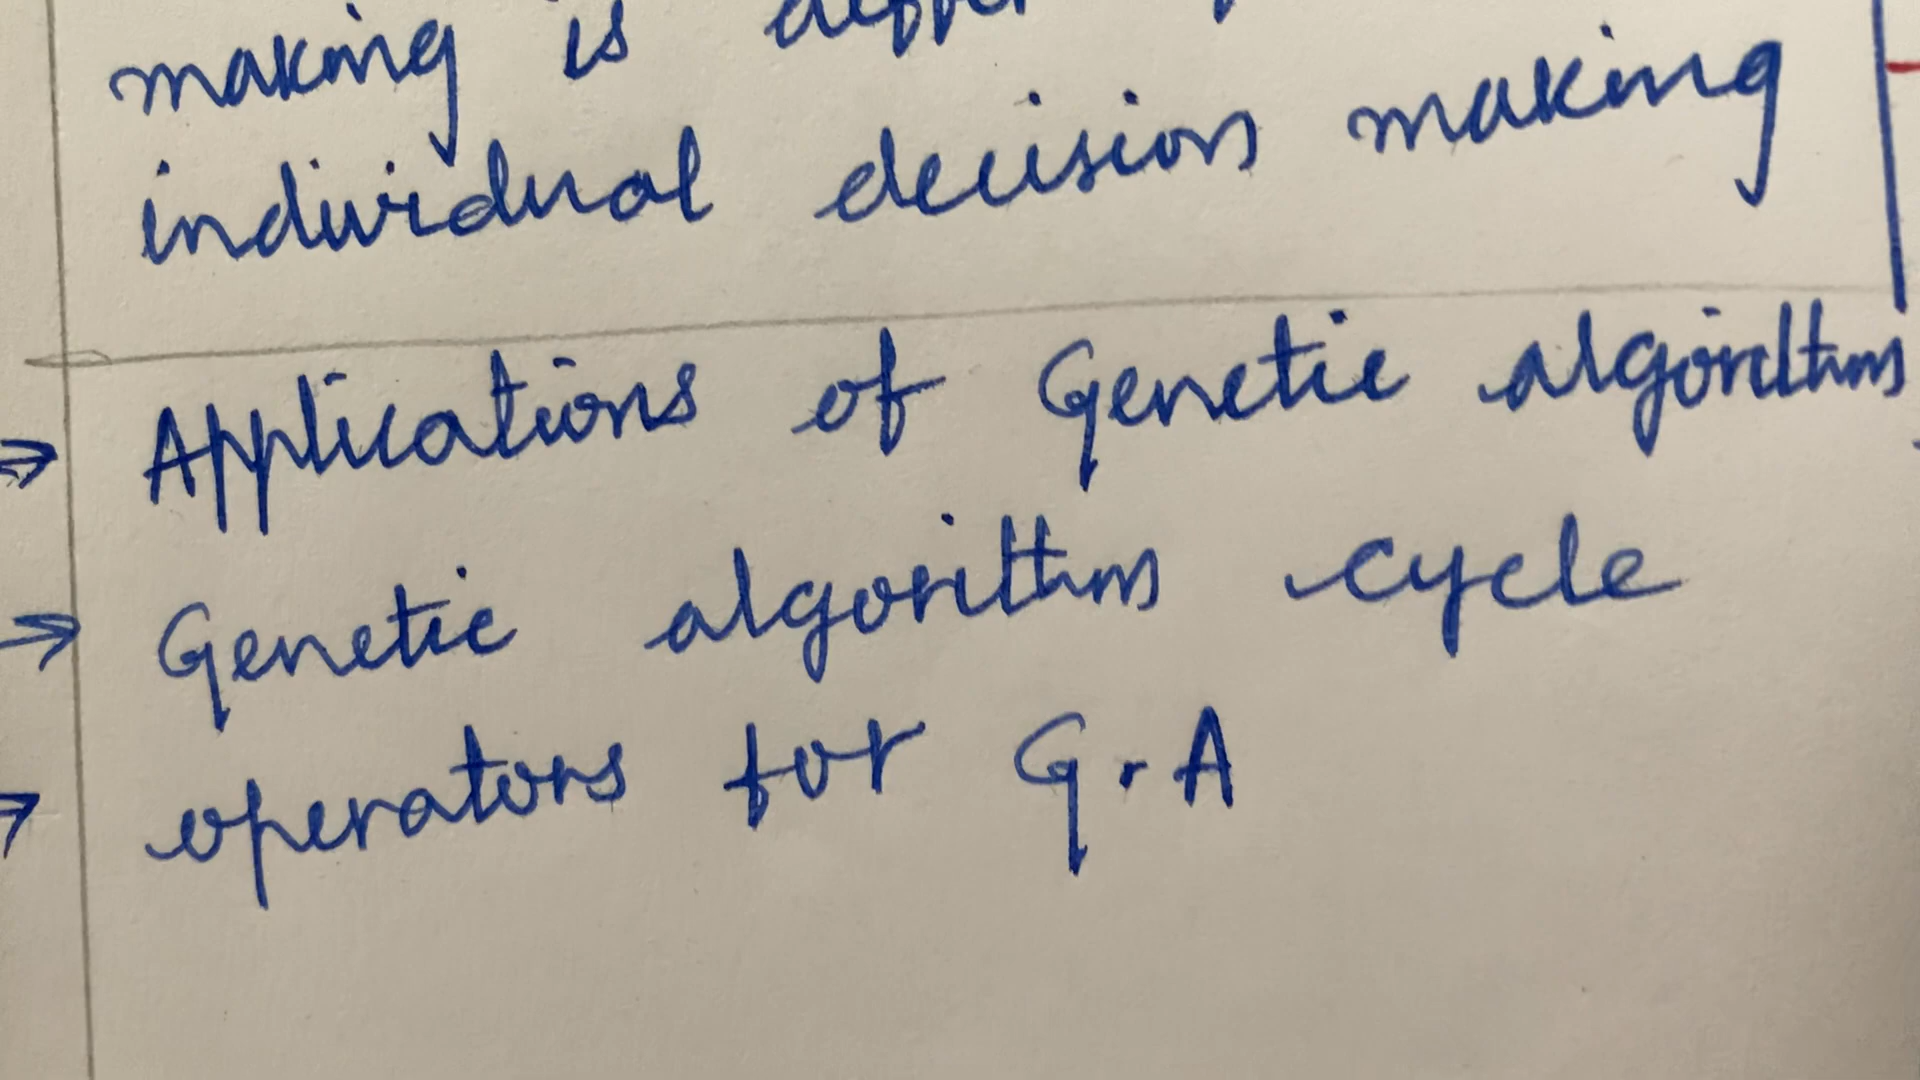 making is
individual decision making
→ Applications of Genetic algorithms
→ Genetic algorithms cycle
→ operators for G.A